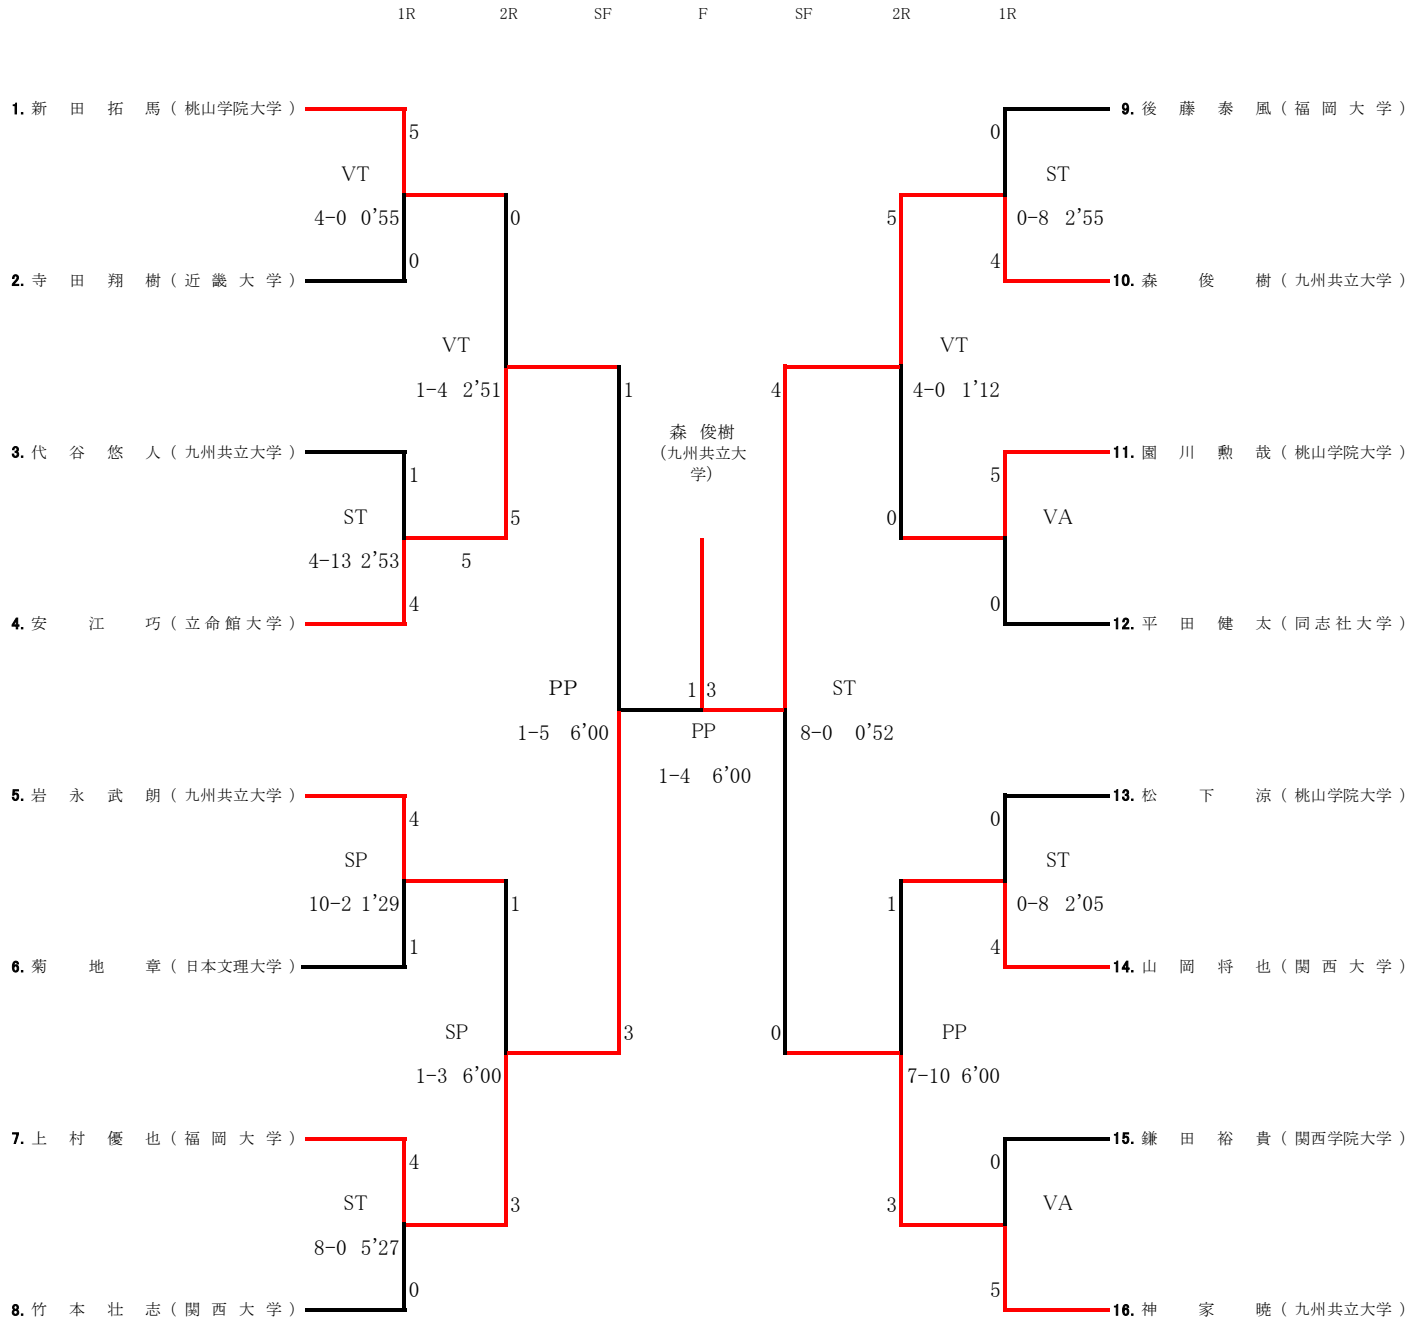 1R 2R SF F SF 2R 1R
1. 新 田 拓 馬 ( 桃山学院大学 )
9. 後 藤 泰 風 ( 福 岡 大 学 )
5
0
VT
ST
4-0 0'55
0
5
0-8 2'55
0
4
2. 寺 田 翔 樹 ( 近 畿 大 学 )
10. 森 俊 樹 ( 九州共立大学 )
VT
VT
1-4 2'51
1
4
4-0 1'12
森 俊樹
(九州共立大
学)
3. 代 谷 悠 人 ( 九州共立大学 )
11. 園 川 勲 哉 ( 桃山学院大学 )
1
5
ST
5
0
VA
4-13 2'53
5
4
0
4. 安 江 巧 ( 立命館大学 )
12. 平 田 健 太 ( 同志社大学 )
PP
1 3
ST
1-5 6'00
PP
8-0 0'52
1-4 6'00
5. 岩 永 武 朗 ( 九州共立大学 )
13. 松 下 涼 ( 桃山学院大学 )
4
0
SP
ST
10-2 1'29
1
1
0-8 2'05
1
4
6. 菊 地 章 ( 日本文理大学 )
14. 山 岡 将 也 ( 関 西 大 学 )
SP
3
0
PP
1-3 6'00
7-10 6'00
7. 上 村 優 也 ( 福 岡 大 学 )
15. 鎌 田 裕 貴 ( 関西学院大学 )
4
0
ST
3
3
VA
8-0 5'27
0
5
8. 竹 本 壮 志 ( 関 西 大 学 )
16. 神 家 暁 ( 九州共立大学 )